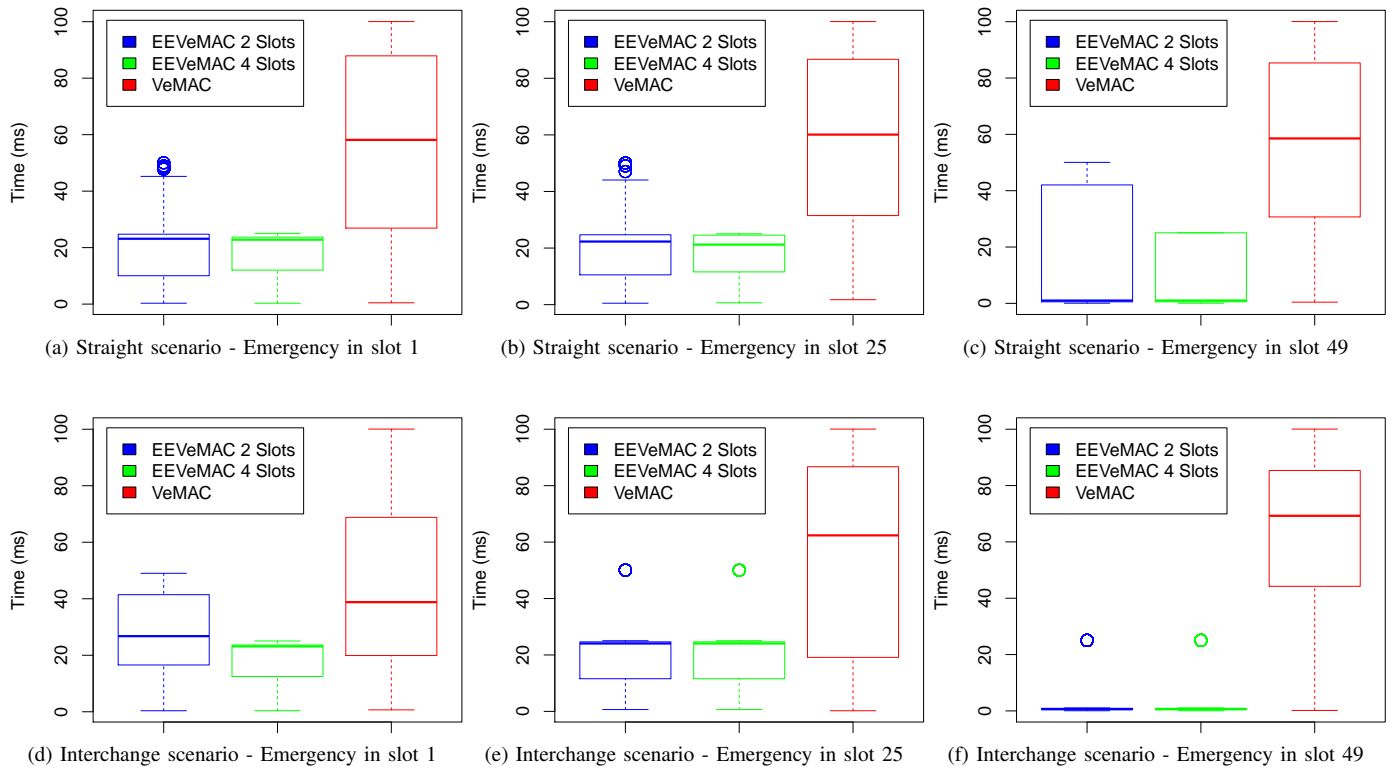 100
80
60
40
20
0
Time (ms)
EEVeMAC 2 Slots
EEVeMAC 4 Slots
VeMAC
(a) Straight scenario - Emergency in slot 1
100
80
60
40
20
0
Time (ms)
EEVeMAC 2 Slots
EEVeMAC 4 Slots
VeMAC
(b) Straight scenario - Emergency in slot 25
100
80
60
40
20
0
Time (ms)
EEVeMAC 2 Slots
EEVeMAC 4 Slots
VeMAC
(c) Straight scenario - Emergency in slot 49
100
80
60
40
20
0
Time (ms)
EEVeMAC 2 Slots
EEVeMAC 4 Slots
VeMAC
(d) Interchange scenario - Emergency in slot 1
100
80
60
40
20
0
Time (ms)
EEVeMAC 2 Slots
EEVeMAC 4 Slots
VeMAC
(e) Interchange scenario - Emergency in slot 25
100
80
60
40
20
0
Time (ms)
EEVeMAC 2 Slots
EEVeMAC 4 Slots
VeMAC
(f) Interchange scenario - Emergency in slot 49